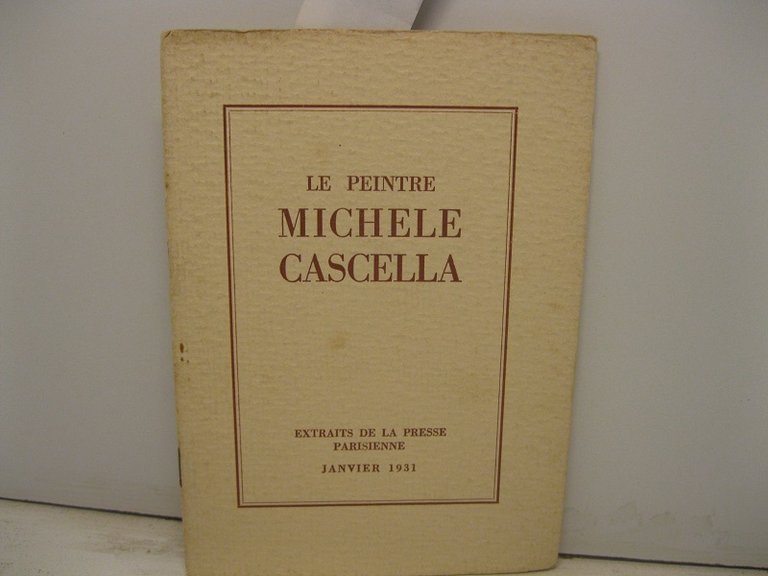 LE PEINTRE
MICHELE
CASCELLA
EXTRAITS DE LA PRESSE
PARISIENNE
JANVIER 1931